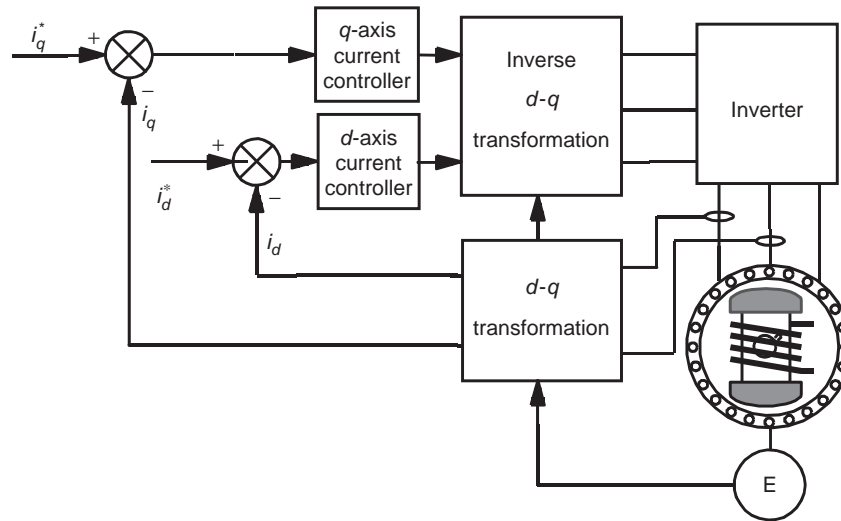 i*q
+
−
iq
q-axis
current
controller
Inverse
d-q
transformation
Inverter
+
−
i*d
id
d-axis
current
controller
d-q
transformation
E